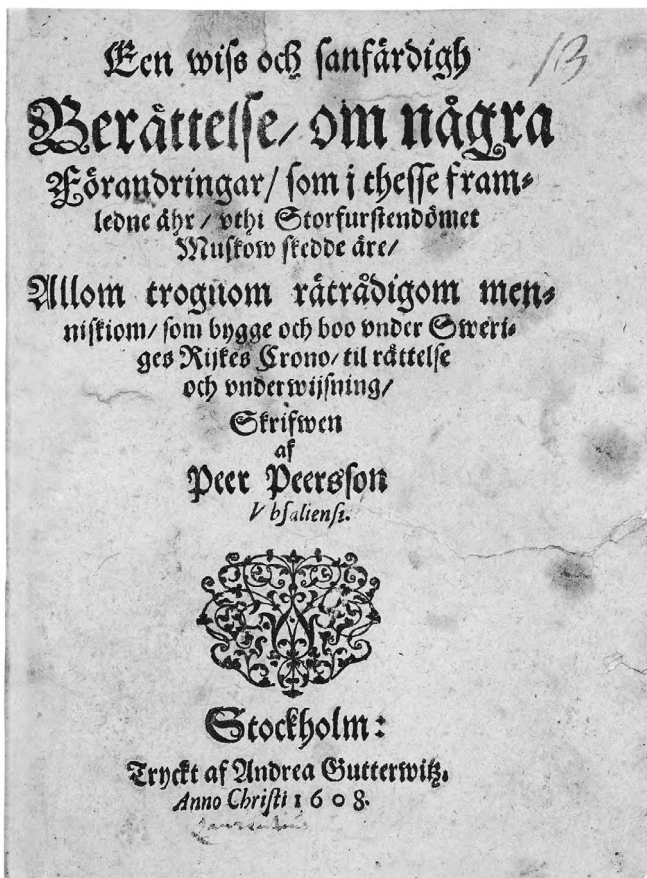 Een wiss och sanfärdigh
13
Berättelse/ om några
Förandringar/ som j thesse fram-
ledne åhr/ vthi Storfurstendömet
Muskow skedde äre/
Allom trognom rätrådigom men-
niskiom/ som bygge och boo vnder Sweri-
ges Rijkes Crono/ til rättelse
och vnderwijsning/
Skrifwen
af
Peer Peersson
Vbsaliensi.
Stockholm:
Tryckt af Andrea Gutterwitz.
Anno Christi 1608.